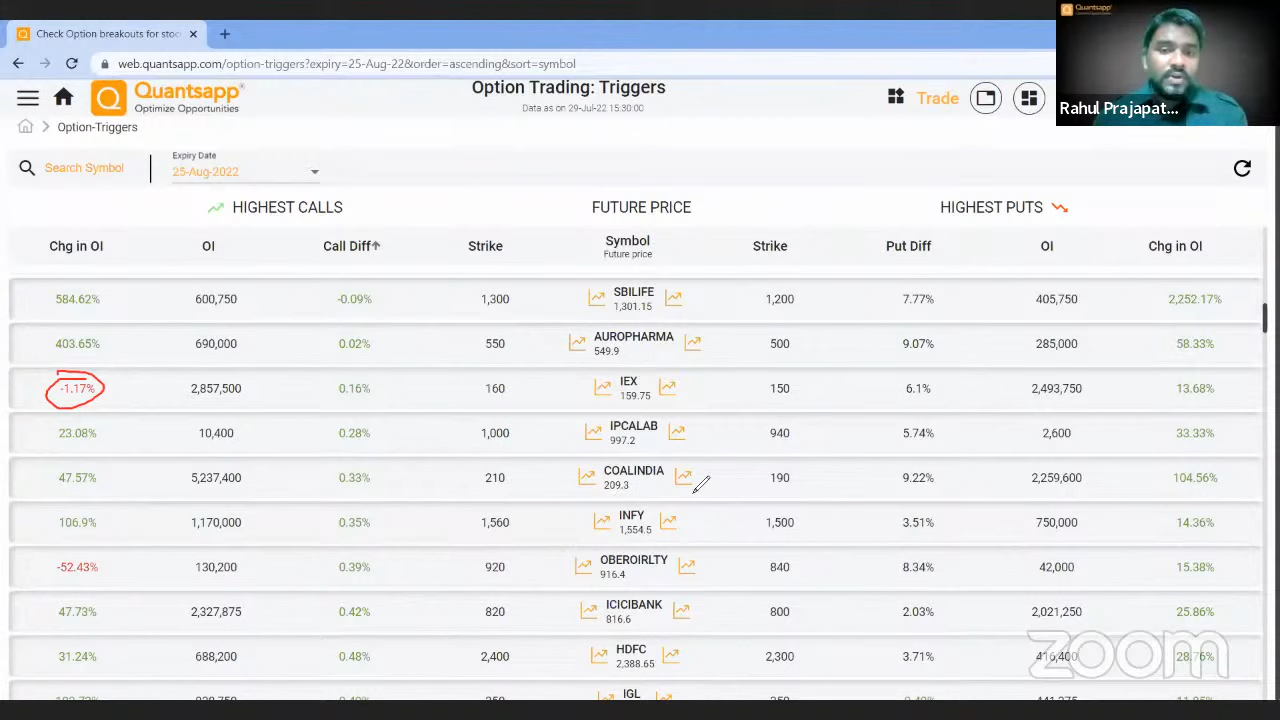 Check Option breakouts for stoc
web.quantsapp.com/option-triggers?expiry=25-Aug-22&order=ascending&sort=symbol
Quantsapp
Rahul Prajapat...
Quantsapp
Optimize Opportunities
Option Trading: Triggers
Data as on 29-Jul-22 15:30:00
Trade
Option-Triggers
Search Symbol
Expiry Date
25-Aug-2022
HIGHEST CALLS FUTURE PRICE HIGHEST PUTS
Chg in OI OI Call Diff Strike Symbol Strike Put Diff OI Chg in OI
Future price
584.62% 600,750 -0.09% 1,300 SBILIFE 1,200 7.77% 405,750 2,252.17%
1,301.15
403.65% 690,000 0.02% 550 AUROPHARMA 500 9.07% 285,000 58.33%
549.9
-1.17% 2,857,500 0.16% 160 IEX 150 6.1% 2,493,750 13.68%
159.75
23.08% 10,400 0.28% 1,000 IPCALAB 940 5.74% 2,600 33.33%
997.2
47.57% 5,237,400 0.33% 210 COALINDIA 190 9.22% 2,259,600 104.56%
209.3
106.9% 1,170,000 0.35% 1,560 INFY 1,500 3.51% 750,000 14.36%
1,554.5
-52.43% 130,200 0.39% 920 OBEROIRLTY 840 8.34% 42,000 15.38%
916.4
47.73% 2,327,875 0.42% 820 ICICIBANK 800 2.03% 2,021,250 25.86%
816.6
31.24% 688,200 0.48% 2,400 HDFC 2,300 3.71% 416,400 28.76%
2,388.65
IGL
zoom